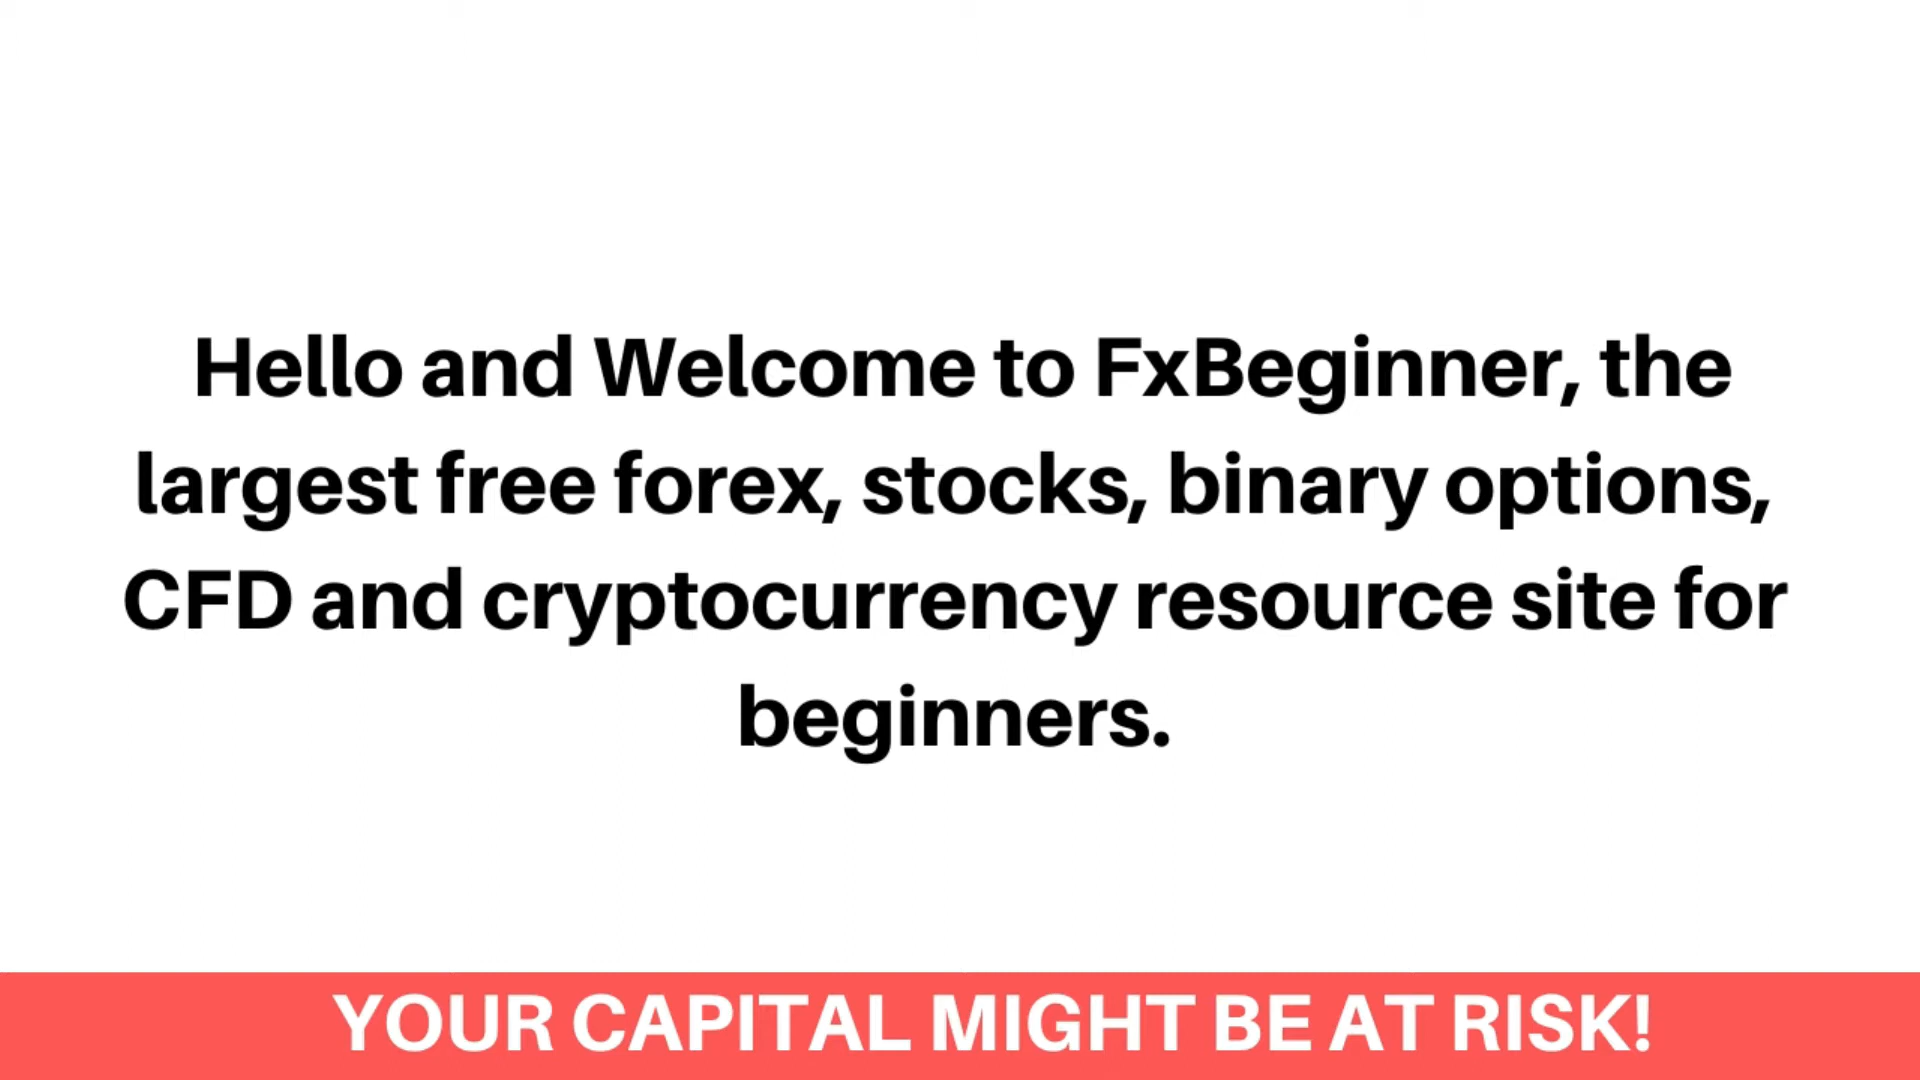 Hello and Welcome to FxBeginner, the
largest free forex, stocks, binary options,
CFD and cryptocurrency resource site for
beginners.
YOUR CAPITAL MIGHT BE AT RISK!